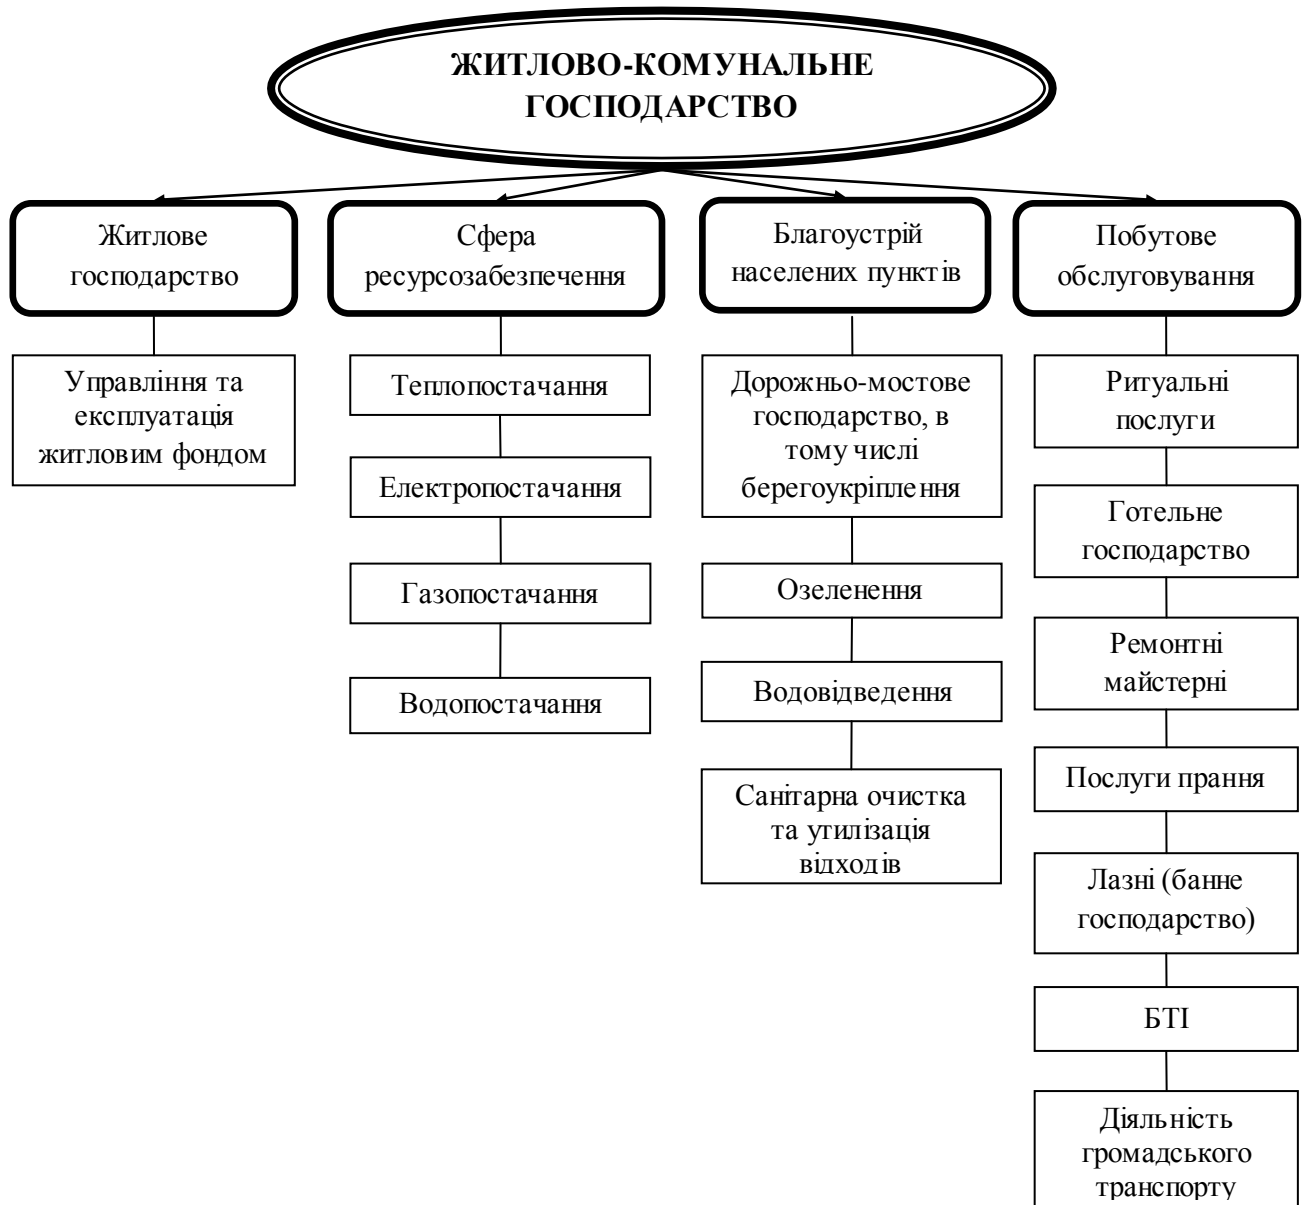 ЖИТЛОВО-КОМУНАЛЬНЕ
ГОСПОДАРСТВО
Житлове
господарство
Управління та
експлуатація
житловим фондом
Сфера
ресурсозабезпечення
Теплопостачання
Електропостачання
Газопостачання
Водопостачання
Благоустрій
населених пунктів
Дорожньо-мостове
господарство, в
тому числі
берегоукріплення
Озеленення
Водовідведення
Санітарна очистка
та утилізація
відходів
Побутове
обслуговування
Ритуальні
послуги
Готельне
господарство
Ремонтні
майстерні
Послуги прання
Лазні (банне
господарство)
БТІ
Діяльність
громадського
транспорту